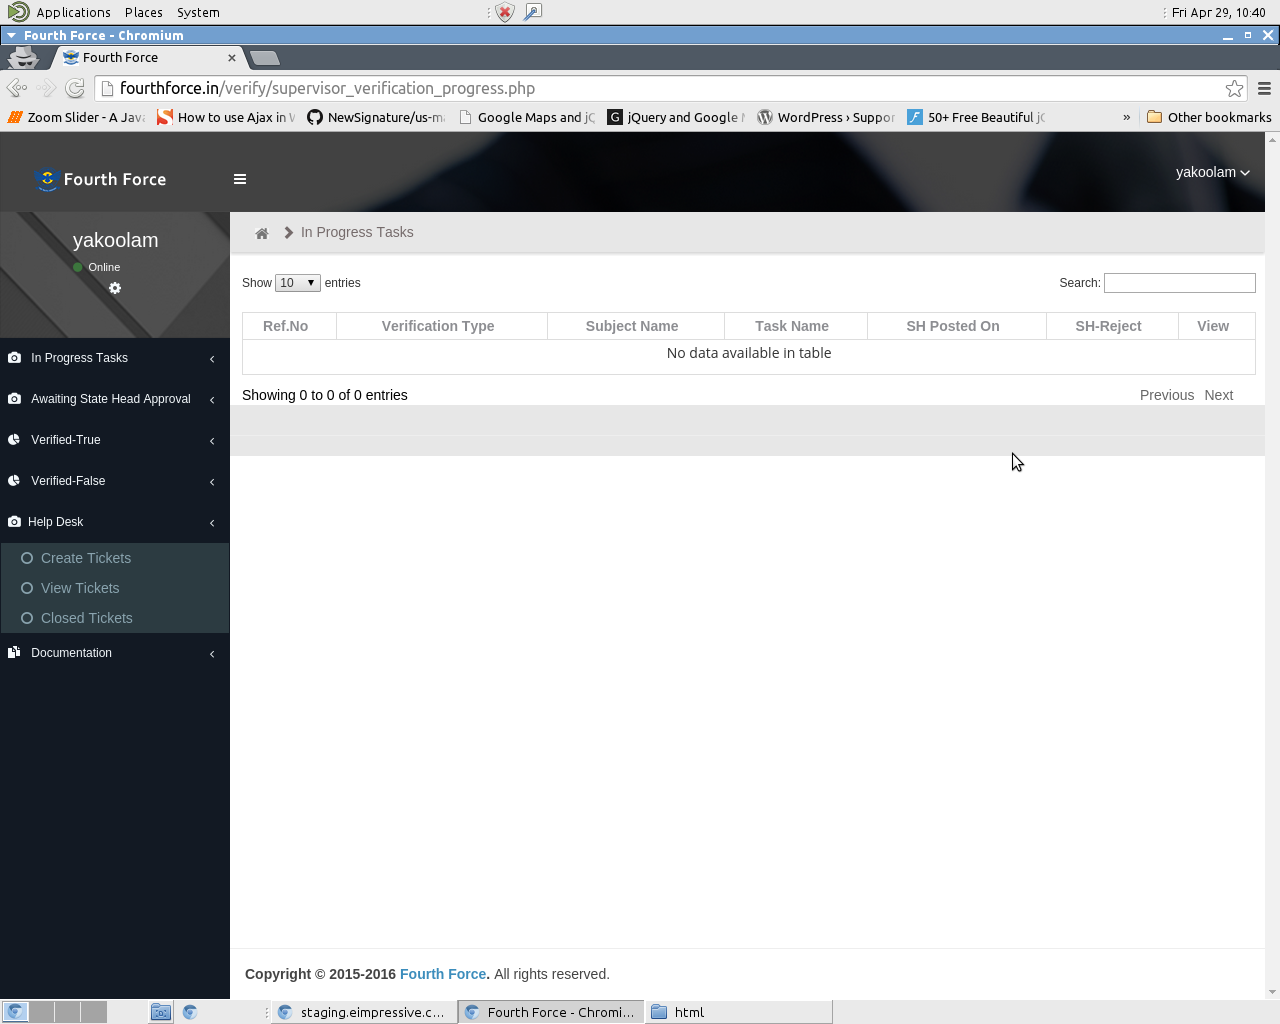 Applications Places System Fri Apr 29, 10:40
Fourth Force - Chromium
Fourth Force
fourthforce.in/verify/supervisor_verification_progress.php
Zoom Slider - A Java How to use Ajax in W NewSignature/us-ma Google Maps and jQ jQuery and Google M WordPress › Suppor 50+ Free Beautiful jQ » Other bookmarks
Fourth Force yakoolam
yakoolam
Online
In Progress Tasks
Show 10 entries Search:
Ref.No Verification Type Subject Name Task Name SH Posted On SH-Reject View
No data available in table
Showing 0 to 0 of 0 entries Previous Next
In Progress Tasks
Awaiting State Head Approval
Verified-True
Verified-False
Help Desk
Create Tickets
View Tickets
Closed Tickets
Documentation
Copyright © 2015-2016 Fourth Force. All rights reserved.
staging.eimpressive.c... Fourth Force - Chromi... html